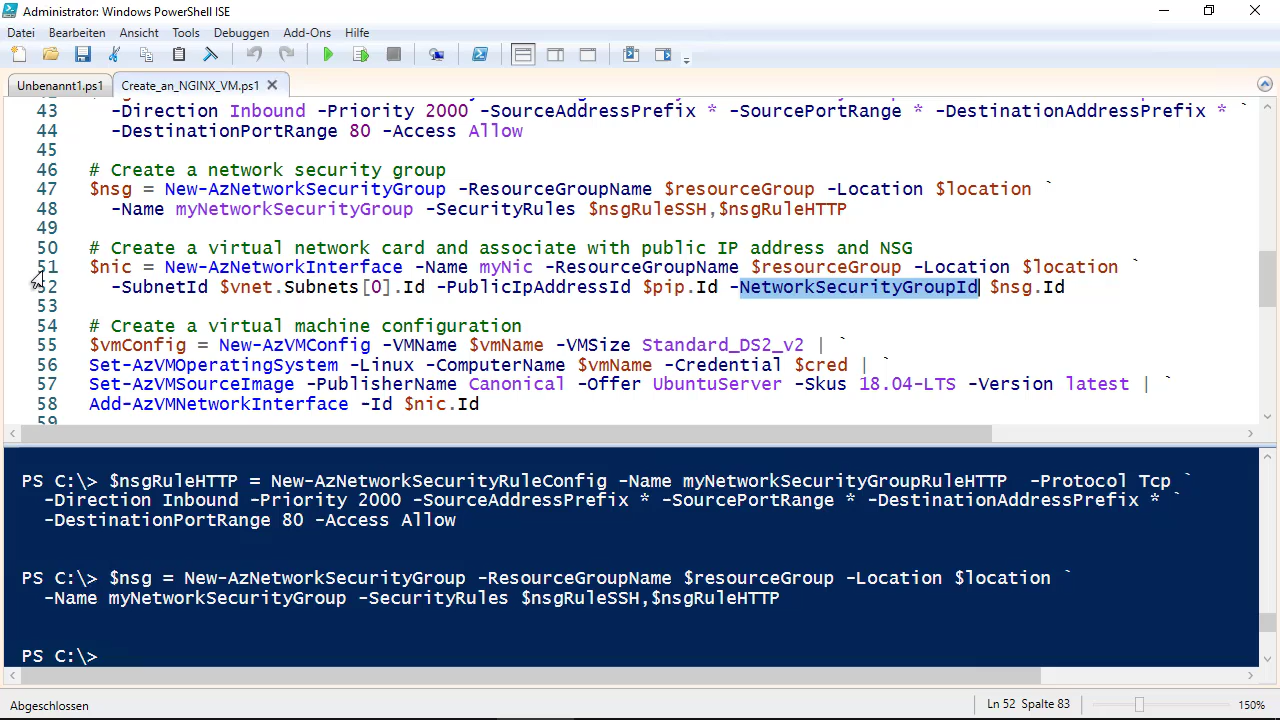 Administrator: Windows PowerShell ISE
Datei Bearbeiten Ansicht Tools Debuggen Add-Ons Hilfe
Unbenannt1.ps1 Create_an_NGINX_VM.ps1
43 -Direction Inbound -Priority 2000 -SourceAddressPrefix * -SourcePortRange * -DestinationAddressPrefix * `
44 -DestinationPortRange 80 -Access Allow
45
46 # Create a network security group
47 $nsg = New-AzNetworkSecurityGroup -ResourceGroupName $resourceGroup -Location $location `
48 -Name myNetworkSecurityGroup -SecurityRules $nsgRuleSSH,$nsgRuleHTTP
49
50 # Create a virtual network card and associate with public IP address and NSG
51 $nic = New-AzNetworkInterface -Name myNic -ResourceGroupName $resourceGroup -Location $location `
52 -SubnetId $vnet.Subnets[0].Id -PublicIpAddressId $pip.Id -NetworkSecurityGroupId $nsg.Id
53
54 # Create a virtual machine configuration
55 $vmConfig = New-AzVMConfig -VMName $vmName -VMSize Standard_DS2_v2 | `
56 Set-AzVMOperatingSystem -Linux -ComputerName $vmName -Credential $cred | `
57 Set-AzVMSourceImage -PublisherName Canonical -Offer UbuntuServer -Skus 18.04-LTS -Version latest | `
58 Add-AzVMNetworkInterface -Id $nic.Id
59
PS C:\> $nsgRuleHTTP = New-AzNetworkSecurityRuleConfig -Name myNetworkSecurityGroupRuleHTTP -Protocol Tcp `
-Direction Inbound -Priority 2000 -SourceAddressPrefix * -SourcePortRange * -DestinationAddressPrefix * `
-DestinationPortRange 80 -Access Allow
PS C:\> $nsg = New-AzNetworkSecurityGroup -ResourceGroupName $resourceGroup -Location $location `
-Name myNetworkSecurityGroup -SecurityRules $nsgRuleSSH,$nsgRuleHTTP
PS C:\>
Abgeschlossen Ln 52 Spalte 83 150%